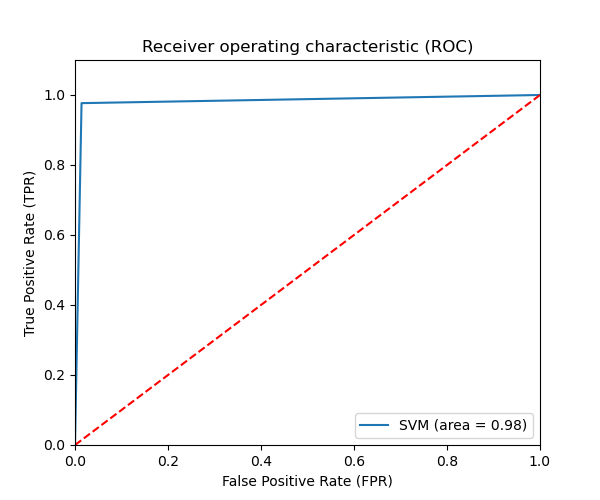 Receiver operating characteristic (ROC)
True Positive Rate (TPR)
1.0
0.8
0.6
0.4
0.2
0.0
0.0 0.2 0.4 0.6 0.8 1.0
False Positive Rate (FPR)
SVM (area = 0.98)